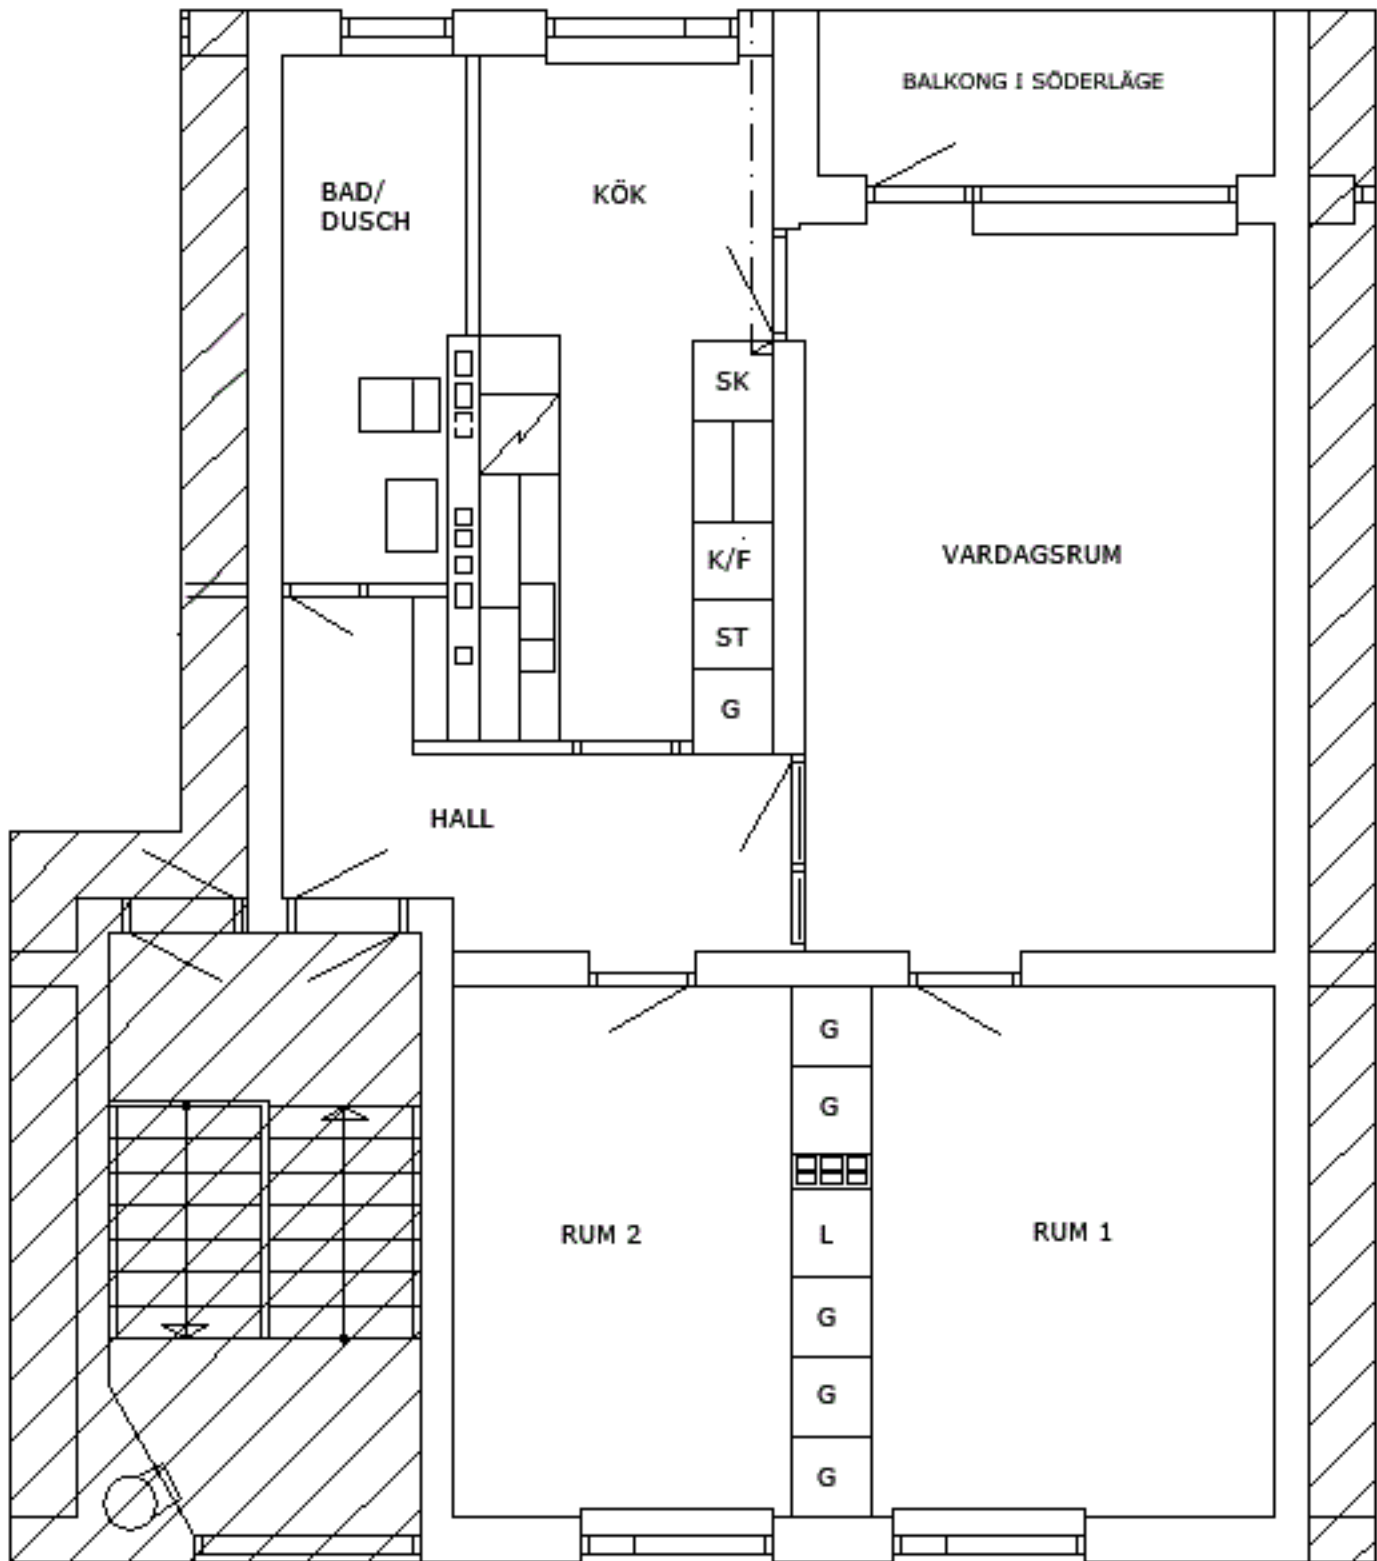 BALKONG I SÖDERLÄGE
BAD/
DUSCH
KÖK
SK
K/F
ST
G
VARDAGSRUM
HALL
G
G
L
G
G
G
RUM 2
RUM 1